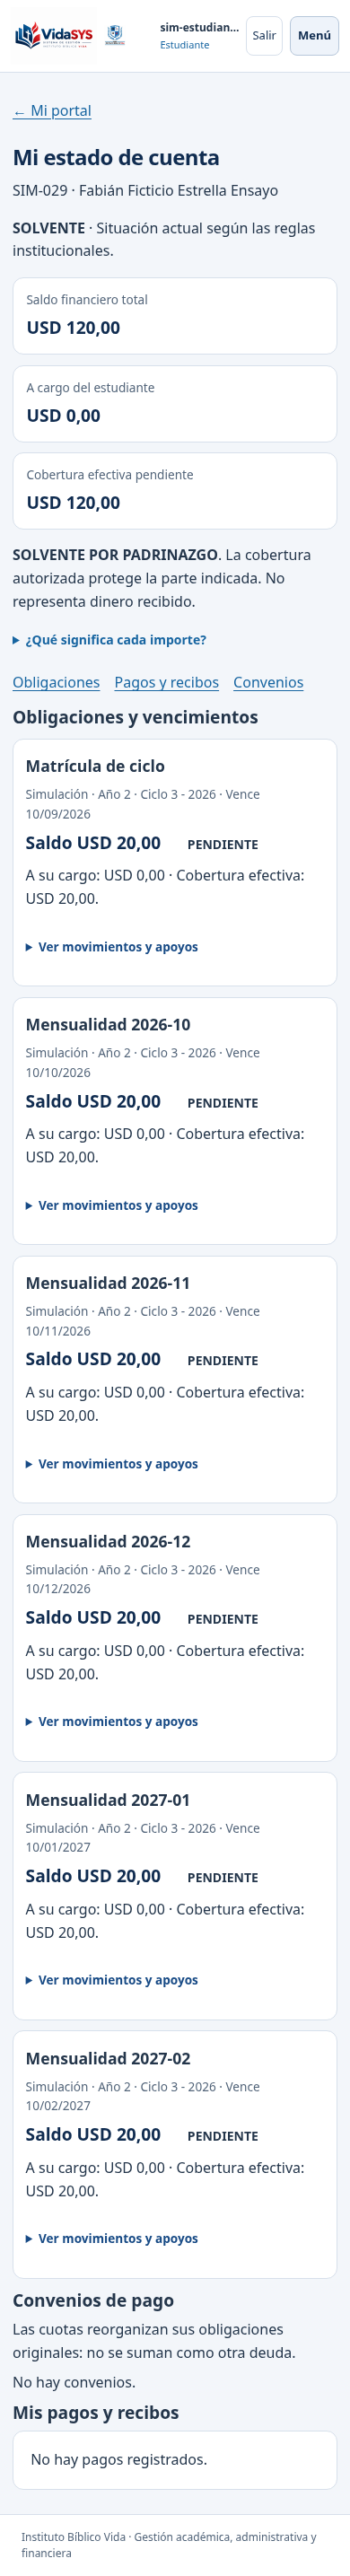 VidaSYS
sim-estudian...
Estudiante
Salir
Menú
← Mi portal
Mi estado de cuenta
SIM-029 · Fabián Ficticio Estrella Ensayo
SOLVENTE · Situación actual según las reglas
institucionales.
Saldo financiero total
USD 120,00
A cargo del estudiante
USD 0,00
Cobertura efectiva pendiente
USD 120,00
SOLVENTE POR PADRINAZGO. La cobertura
autorizada protege la parte indicada. No
representa dinero recibido.
▶ ¿Qué significa cada importe?
Obligaciones Pagos y recibos Convenios
Obligaciones y vencimientos
Matrícula de ciclo
Simulación · Año 2 · Ciclo 3 - 2026 · Vence
10/09/2026
Saldo USD 20,00 PENDIENTE
A su cargo: USD 0,00 · Cobertura efectiva:
USD 20,00.
▶ Ver movimientos y apoyos
Mensualidad 2026-10
Simulación · Año 2 · Ciclo 3 - 2026 · Vence
10/10/2026
Saldo USD 20,00 PENDIENTE
A su cargo: USD 0,00 · Cobertura efectiva:
USD 20,00.
▶ Ver movimientos y apoyos
Mensualidad 2026-11
Simulación · Año 2 · Ciclo 3 - 2026 · Vence
10/11/2026
Saldo USD 20,00 PENDIENTE
A su cargo: USD 0,00 · Cobertura efectiva:
USD 20,00.
▶ Ver movimientos y apoyos
Mensualidad 2026-12
Simulación · Año 2 · Ciclo 3 - 2026 · Vence
10/12/2026
Saldo USD 20,00 PENDIENTE
A su cargo: USD 0,00 · Cobertura efectiva:
USD 20,00.
▶ Ver movimientos y apoyos
Mensualidad 2027-01
Simulación · Año 2 · Ciclo 3 - 2026 · Vence
10/01/2027
Saldo USD 20,00 PENDIENTE
A su cargo: USD 0,00 · Cobertura efectiva:
USD 20,00.
▶ Ver movimientos y apoyos
Mensualidad 2027-02
Simulación · Año 2 · Ciclo 3 - 2026 · Vence
10/02/2027
Saldo USD 20,00 PENDIENTE
A su cargo: USD 0,00 · Cobertura efectiva:
USD 20,00.
▶ Ver movimientos y apoyos
Convenios de pago
Las cuotas reorganizan sus obligaciones
originales: no se suman como otra deuda.
No hay convenios.
Mis pagos y recibos
No hay pagos registrados.
Instituto Bíblico Vida · Gestión académica, administrativa y
financiera